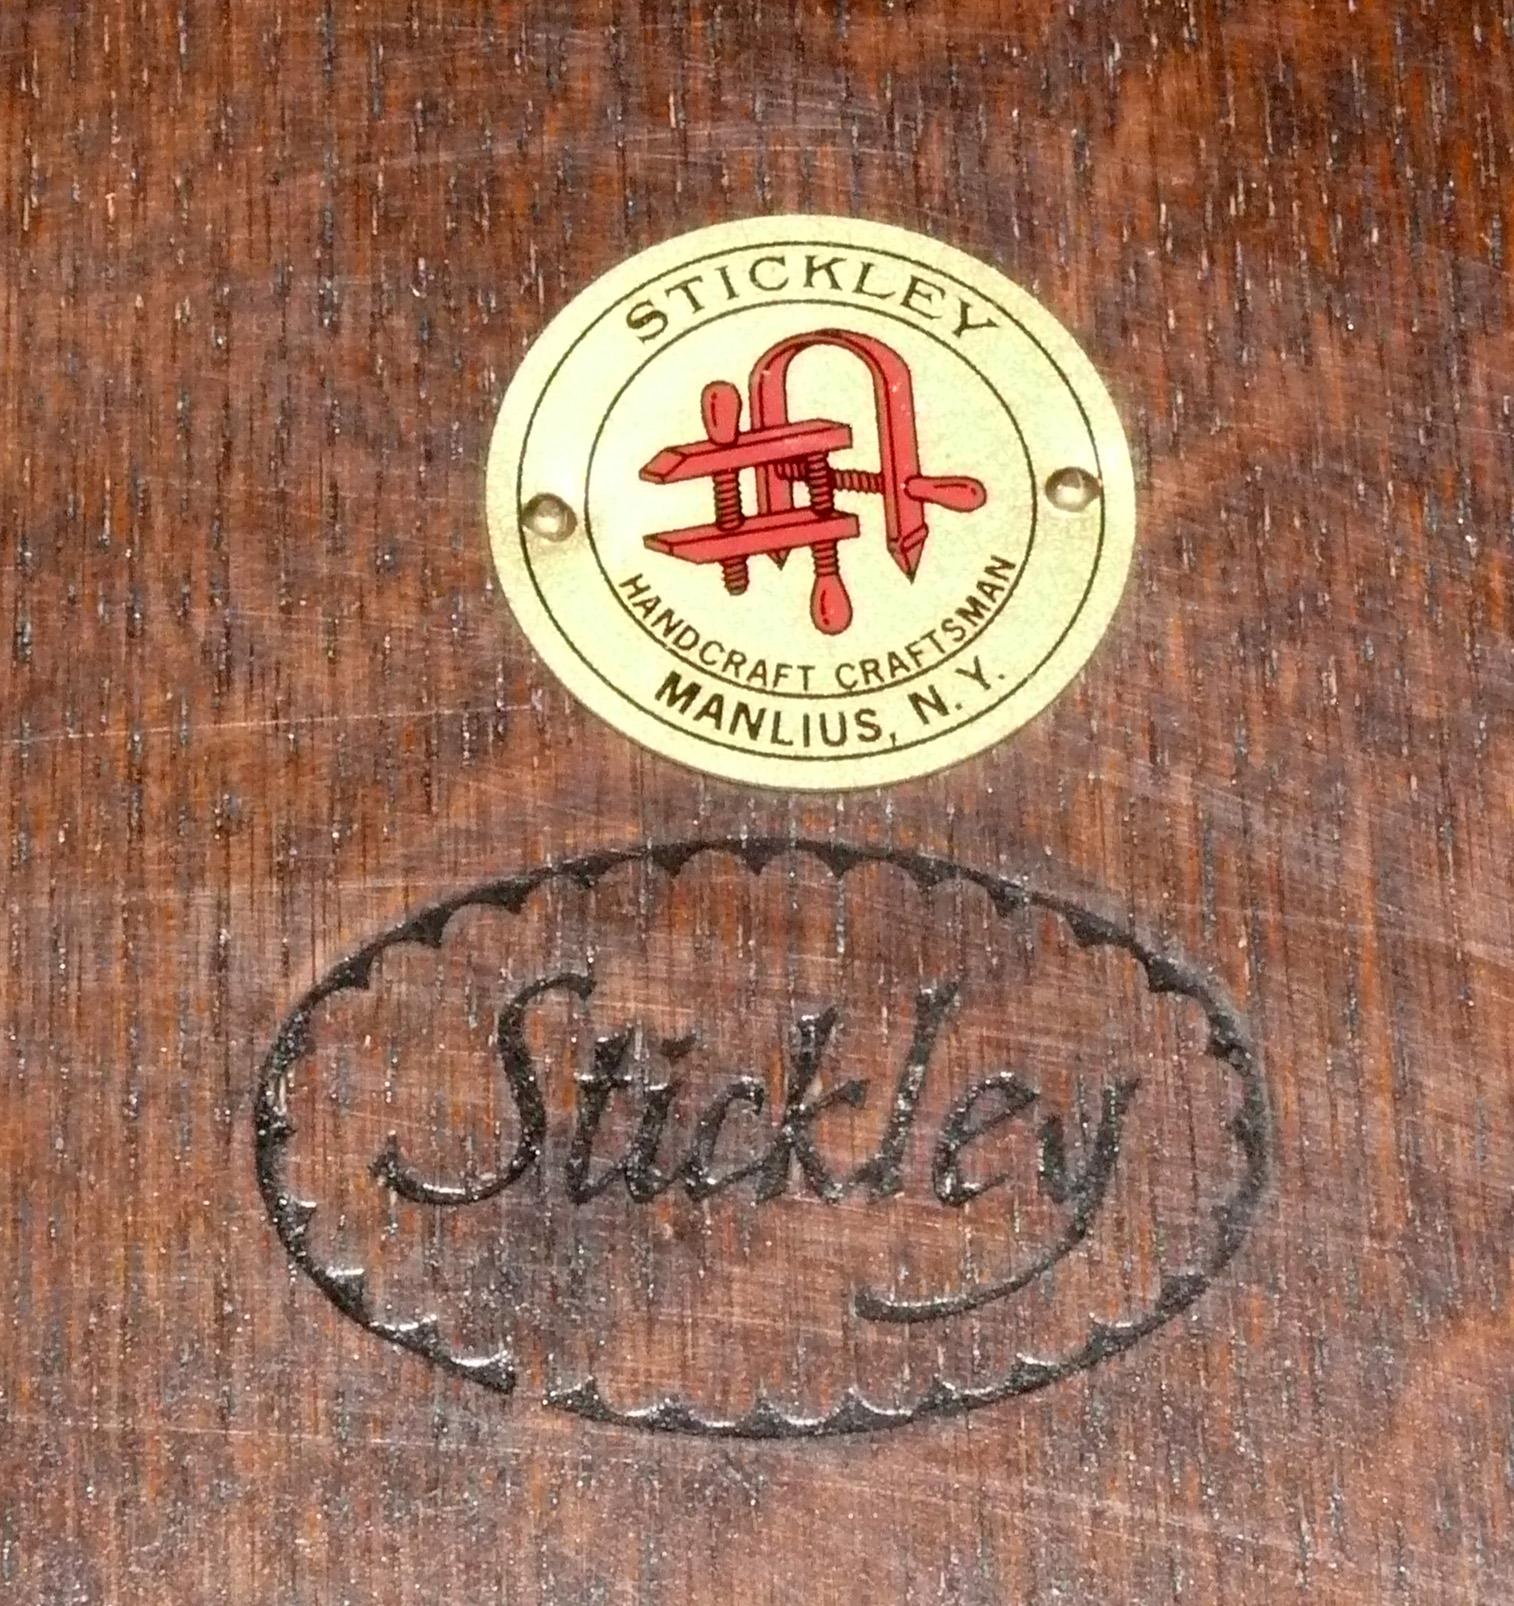 STICKLEY
HANDCRAFT CRAFTSMAN
MANLIUS, N.Y.
Stickley